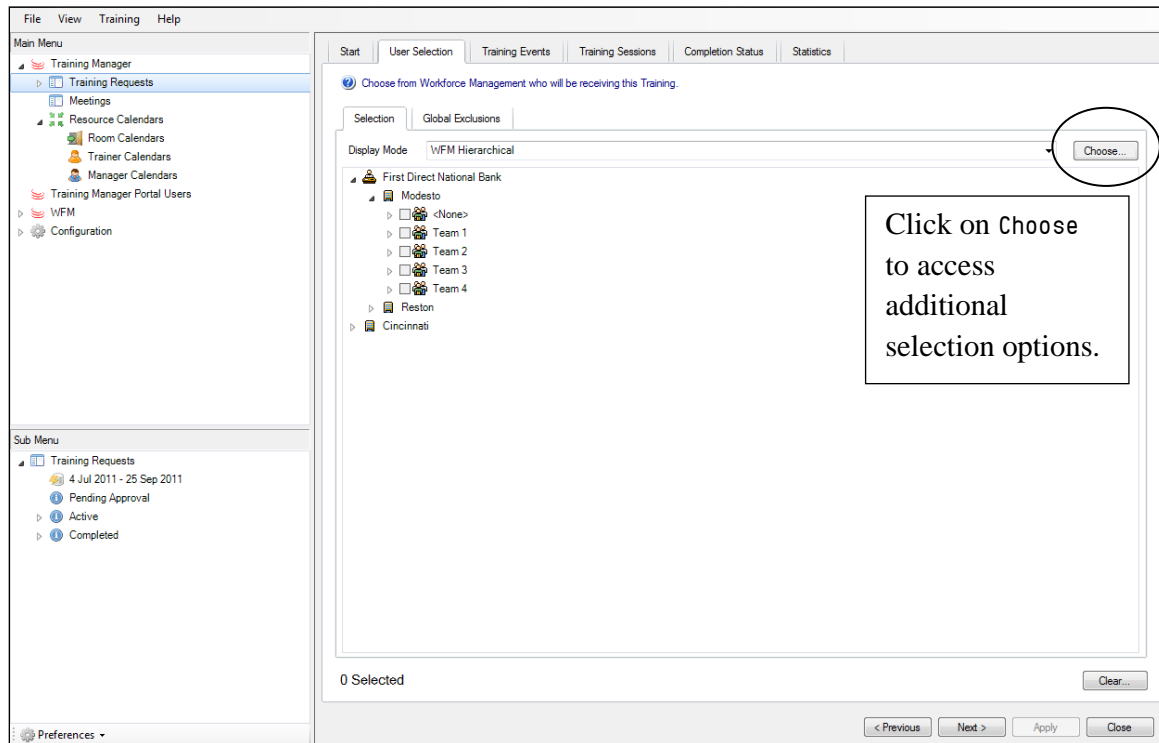 File View Training Help
Main Menu
Training Manager
Training Requests
Meetings
Resource Calendars
Room Calendars
Trainer Calendars
Manager Calendars
Training Manager Portal Users
WFM
Configuration
Sub Menu
Training Requests
4 Jul 2011 - 25 Sep 2011
Pending Approval
Active
Completed
Preferences
Start User Selection Training Events Training Sessions Completion Status Statistics
Choose from Workforce Management who will be receiving this Training.
Selection Global Exclusions
Display Mode WFM Hierarchical Choose...
First Direct National Bank
Modesto
<None>
Team 1
Team 2
Team 3
Team 4
Reston
Cincinnati
Click on Choose
to access
additional
selection options.
0 Selected Clear...
< Previous Next > Apply Close